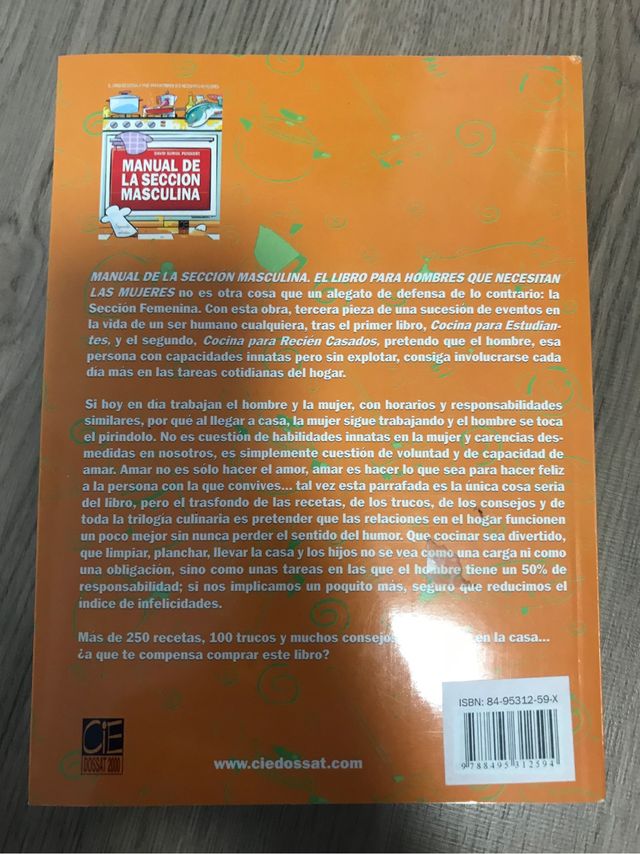 MANUAL DE
LA SECCION
MASCULINA
MANUAL DE LA SECCION MASCULINA. EL LIBRO PARA HOMBRES QUE NECESITAN
LAS MUJERES no es otra cosa que un alegato de defensa de lo contrario: la
Sección Femenina. Con esta obra, tercera pieza de una sucesión de eventos en
la vida de un ser humano cualquiera, tras el primer libro, Cocina para Estudian-
tes, y el segundo, Cocina para Recién Casados, pretendo que el hombre, esa
persona con capacidades innatas pero sin explotar, consiga involucrarse cada
día más en las tareas cotidianas del hogar.
Si hoy en día trabajan el hombre y la mujer, con horarios y responsabilidades
similares, por qué al llegar a casa, la mujer sigue trabajando y el hombre se toca
el pirindolo. No es cuestión de habilidades innatas en la mujer y carencias des-
medidas en nosotros, es simplemente cuestión de voluntad y de capacidad de
amar. Amar no es sólo hacer el amor, amar es hacer lo que sea para hacer feliz
a la persona con la que convives... tal vez esta parrafada es la única cosa seria
del libro, pero el trasfondo de las recetas, de los trucos, de los consejos y de
toda la trilogía culinaria es pretender que las relaciones en el hogar funcionen
un poco mejor sin nunca perder el sentido del humor. Que cocinar sea divertido,
que limpiar, planchar, llevar la casa y los hijos no se vea como una carga ni como
una obligación, sino como unas tareas en las que el hombre tiene un 50% de
responsabilidad; si nos implicamos un poquito más, seguro que reducimos el
índice de infelicidades.
Más de 250 recetas, 100 trucos y muchos consejos en la casa...
¿a que te compensa comprar este libro?
ISBN: 84-95312-59-X
9 788495 312594
CiE
DOSSAT 2000
www.ciedossat.com